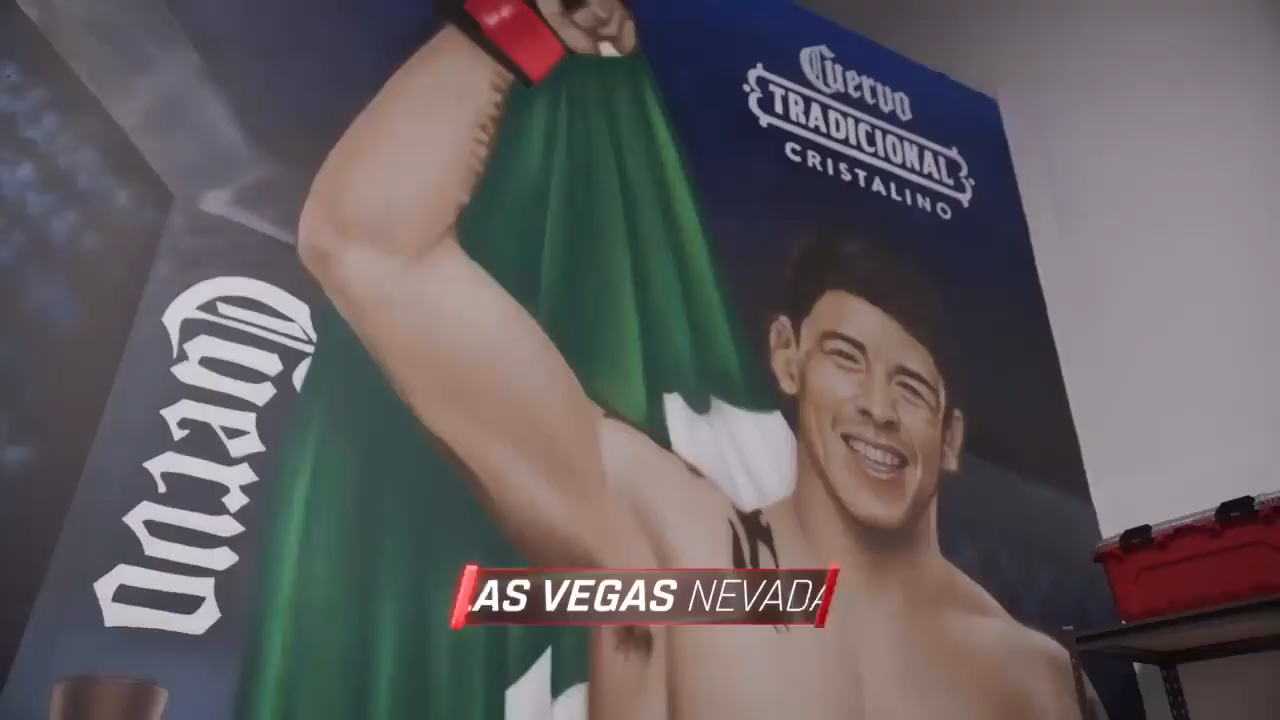 Cuervo
TRADICIONAL
CRISTALINO
Cuervo
AS VEGAS NEVADA